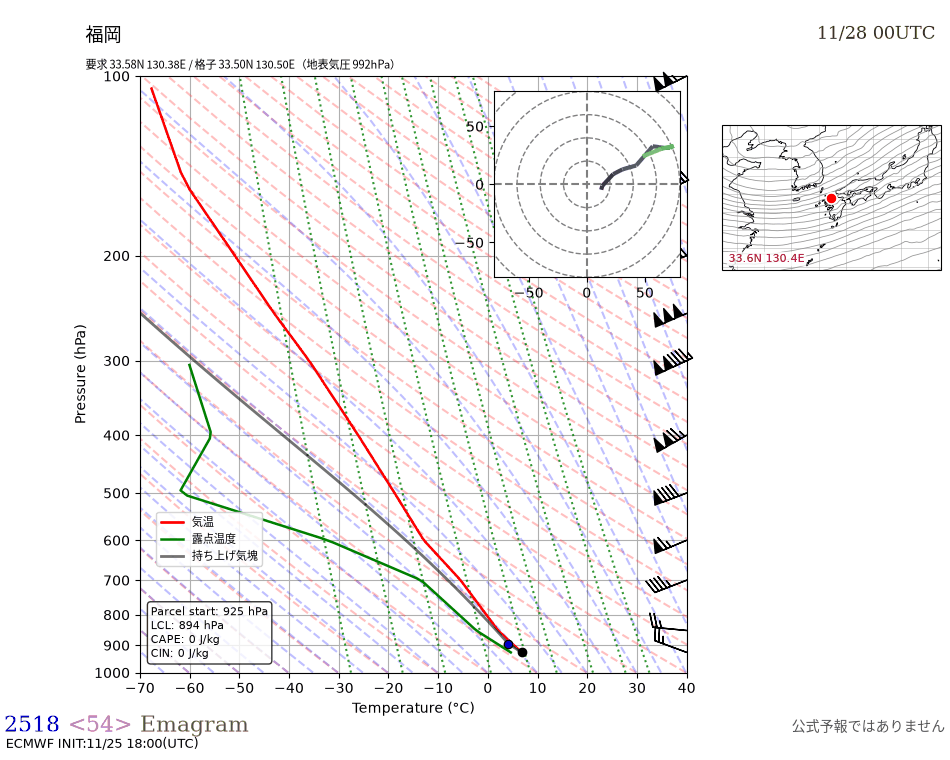 福岡
11/28 00UTC
要求 33.58N 130.38E / 格子 33.50N 130.50E（地表気圧 992hPa）
100
200
300
400
500
600
700
800
900
1000
Pressure (hPa)
50
0
−50
−50 0 50
33.6N 130.4E
気温
露点温度
持ち上げ気塊
Parcel start: 925 hPa
LCL: 894 hPa
CAPE: 0 J/kg
CIN: 0 J/kg
−70 −60 −50 −40 −30 −20 −10 0 10 20 30 40
Temperature (°C)
2518 <54> Emagram
公式予報ではありません
ECMWF INIT:11/25 18:00(UTC)